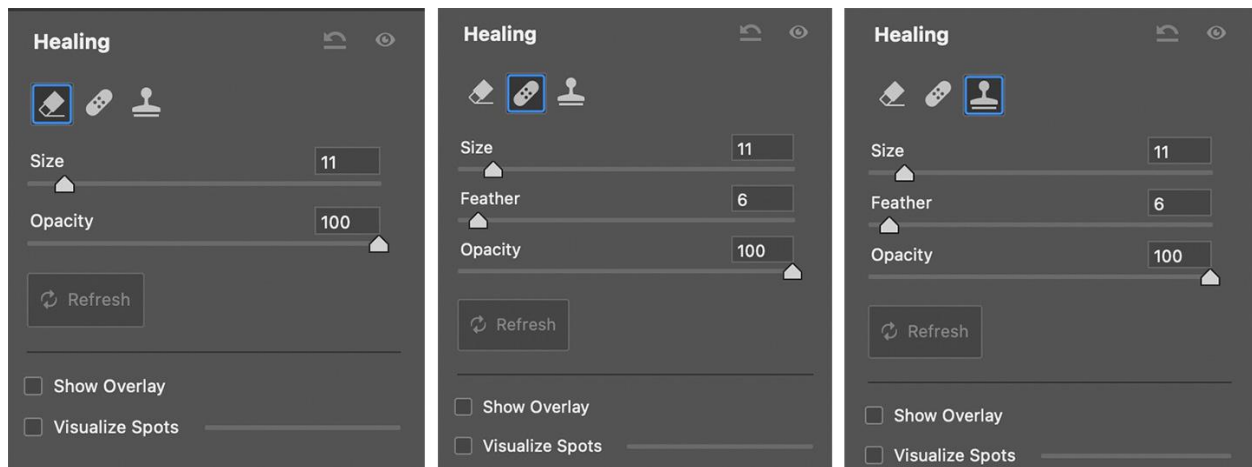 Healing
Size 11
Opacity 100
Refresh
Show Overlay
Visualize Spots
Healing
Size 11
Feather 6
Opacity 100
Refresh
Show Overlay
Visualize Spots
Healing
Size 11
Feather 6
Opacity 100
Refresh
Show Overlay
Visualize Spots